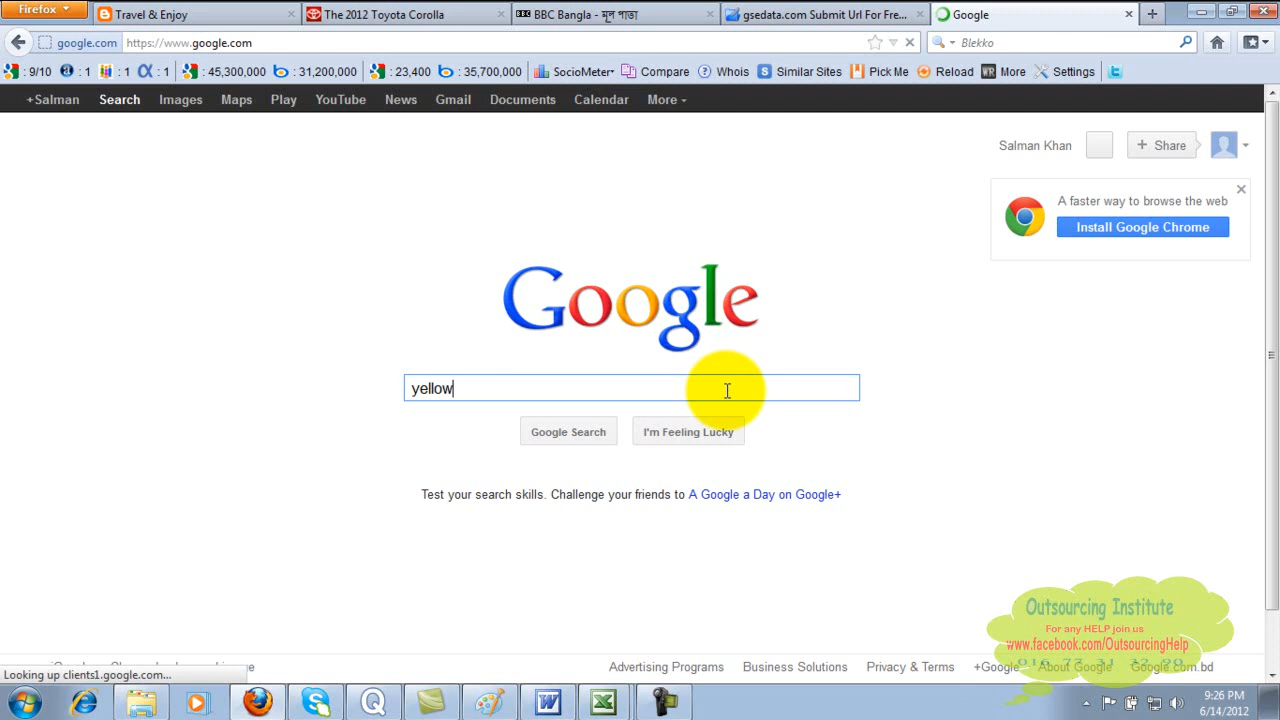 Firefox
Travel & Enjoy
The 2012 Toyota Corolla
BBC Bangla - মূল পাতা
gsedata.com Submit Url For Fre...
Google
google.com
https://www.google.com
Blekko
: 9/10
: 1
: 1
: 1
: 45,300,000
: 31,200,000
: 23,400
: 35,700,000
SocioMeter
Compare
Whois
Similar Sites
Pick Me
Reload
WR More
Settings
+Salman
Search
Images
Maps
Play
YouTube
News
Gmail
Documents
Calendar
More
Salman Khan
+ Share
A faster way to browse the web
Install Google Chrome
Google
yellow
Google Search
I'm Feeling Lucky
Test your search skills. Challenge your friends to A Google a Day on Google+
Outsourcing Institute
For any HELP join us
www.facebook.com/OutsourcingHelp
Advertising Programs
Business Solutions
Privacy & Terms
+Google
About Google
Google.com.bd
Looking up clients1.google.com...
9:26 PM
6/14/2012